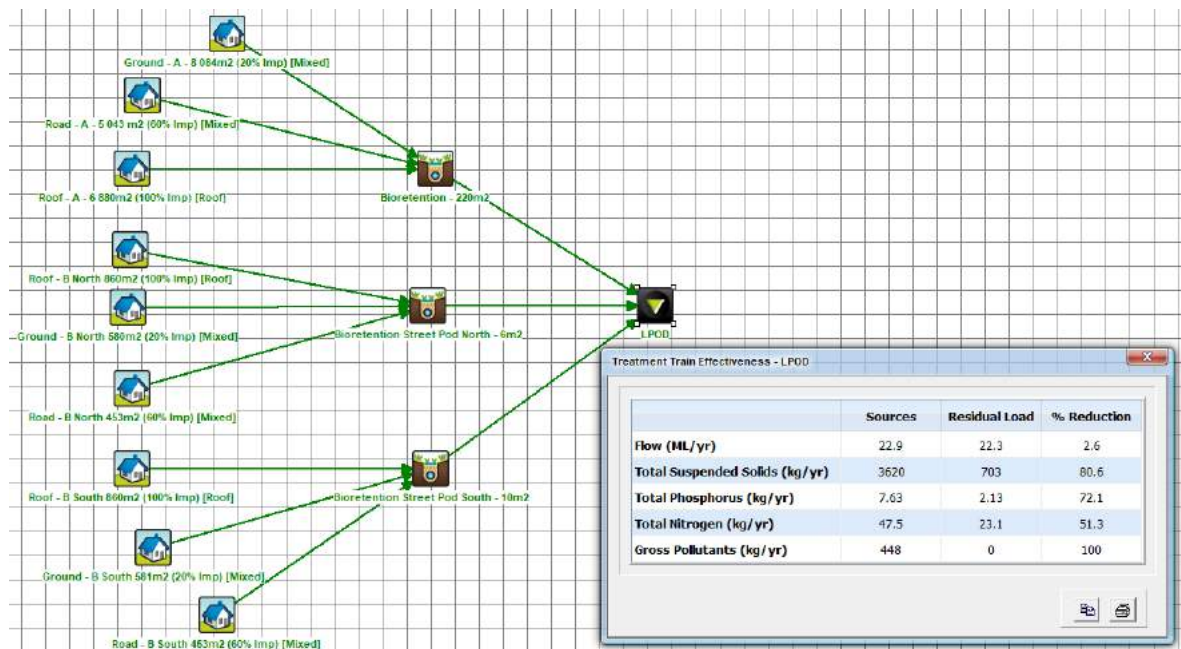 Ground - A - 8 084m2 (20% Imp) [Mixed]
Road - A - 5 043 m2 (60% Imp) [Mixed]
Roof - A - 6 880m2 (100% Imp) [Roof]
Bioretention - 220m2
Roof - B North 860m2 (100% Imp) [Roof]
Ground - B North 580m2 (20% Imp) [Mixed]
Bioretention Street Pod North - 6m2
LPOD
Road - B North 453m2 (60% Imp) [Mixed]
Roof - B South 860m2 (100% Imp) [Roof]
Bioretention Street Pod South - 10m2
Ground - B South 581m2 (20% Imp) [Mixed]
Road - B South 453m2 (60% Imp) [Mixed]
Treatment Train Effectiveness - LPOD
Sources Residual Load % Reduction
Flow (ML/yr) 22.9 22.3 2.6
Total Suspended Solids (kg/yr) 3620 703 80.6
Total Phosphorus (kg/yr) 7.63 2.13 72.1
Total Nitrogen (kg/yr) 47.5 23.1 51.3
Gross Pollutants (kg/yr) 448 0 100